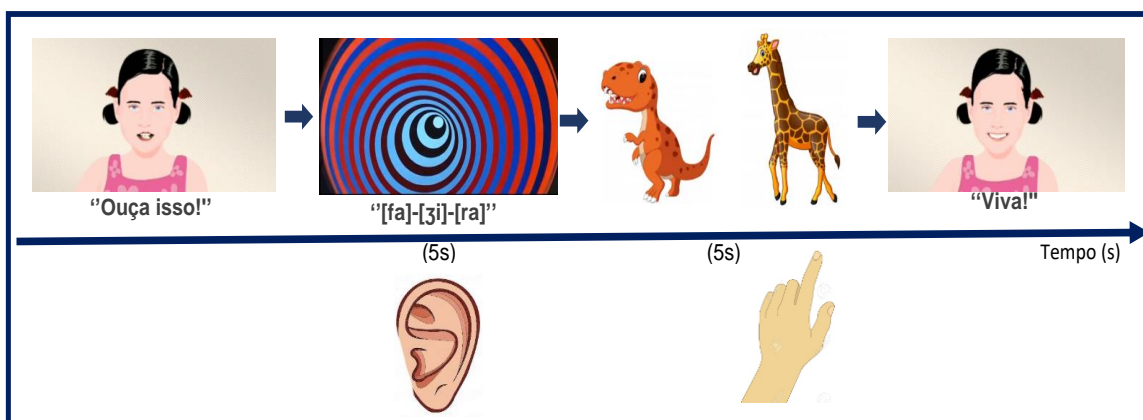 ‘’Ouça isso!"
‘’[fa]-[ʒi]-[ra]’’
“Viva!"
(5s)
(5s)
Tempo (s)